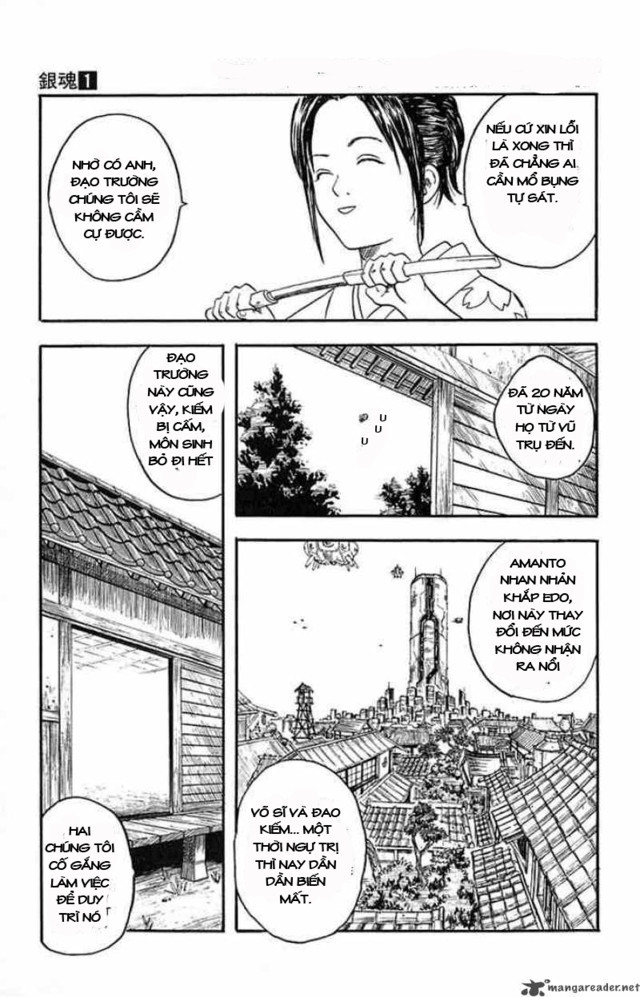 銀魂1
NẾU CỨ XIN LỖI
LÀ XONG THÌ
ĐÃ CHẲNG AI
CẦN MỔ BỤNG
TỰ SÁT.
NHỜ CÓ ANH,
ĐẠO TRƯỜNG
CHÚNG TÔI SẼ
KHÔNG CẦM
CỰ ĐƯỢC.
ĐÃ 20 NĂM
TỪ NGÀY
HỌ TỪ VŨ
TRỤ ĐẾN.
U
U
U
AMANTO
NHAN NHẢN
KHẮP EDO,
NƠI NÀY THAY
ĐỔI ĐẾN MỨC
KHÔNG NHẬN
RA NỔI
VÕ SĨ VÀ ĐAO
KIẾM... MỘT
THỜI NGỰ TRỊ
THÌ NAY DẦN
DẦN BIẾN
MẤT.
ĐẠO
TRƯỜNG
NÀY CŨNG
VẬY, KIẾM
BỊ CẤM,
MÔN SINH
BỎ ĐI HẾT
HAI
CHÚNG TÔI
CỐ GẮNG
LÀM VIỆC
ĐỂ DUY
TRÌ NÓ
mangareader.net